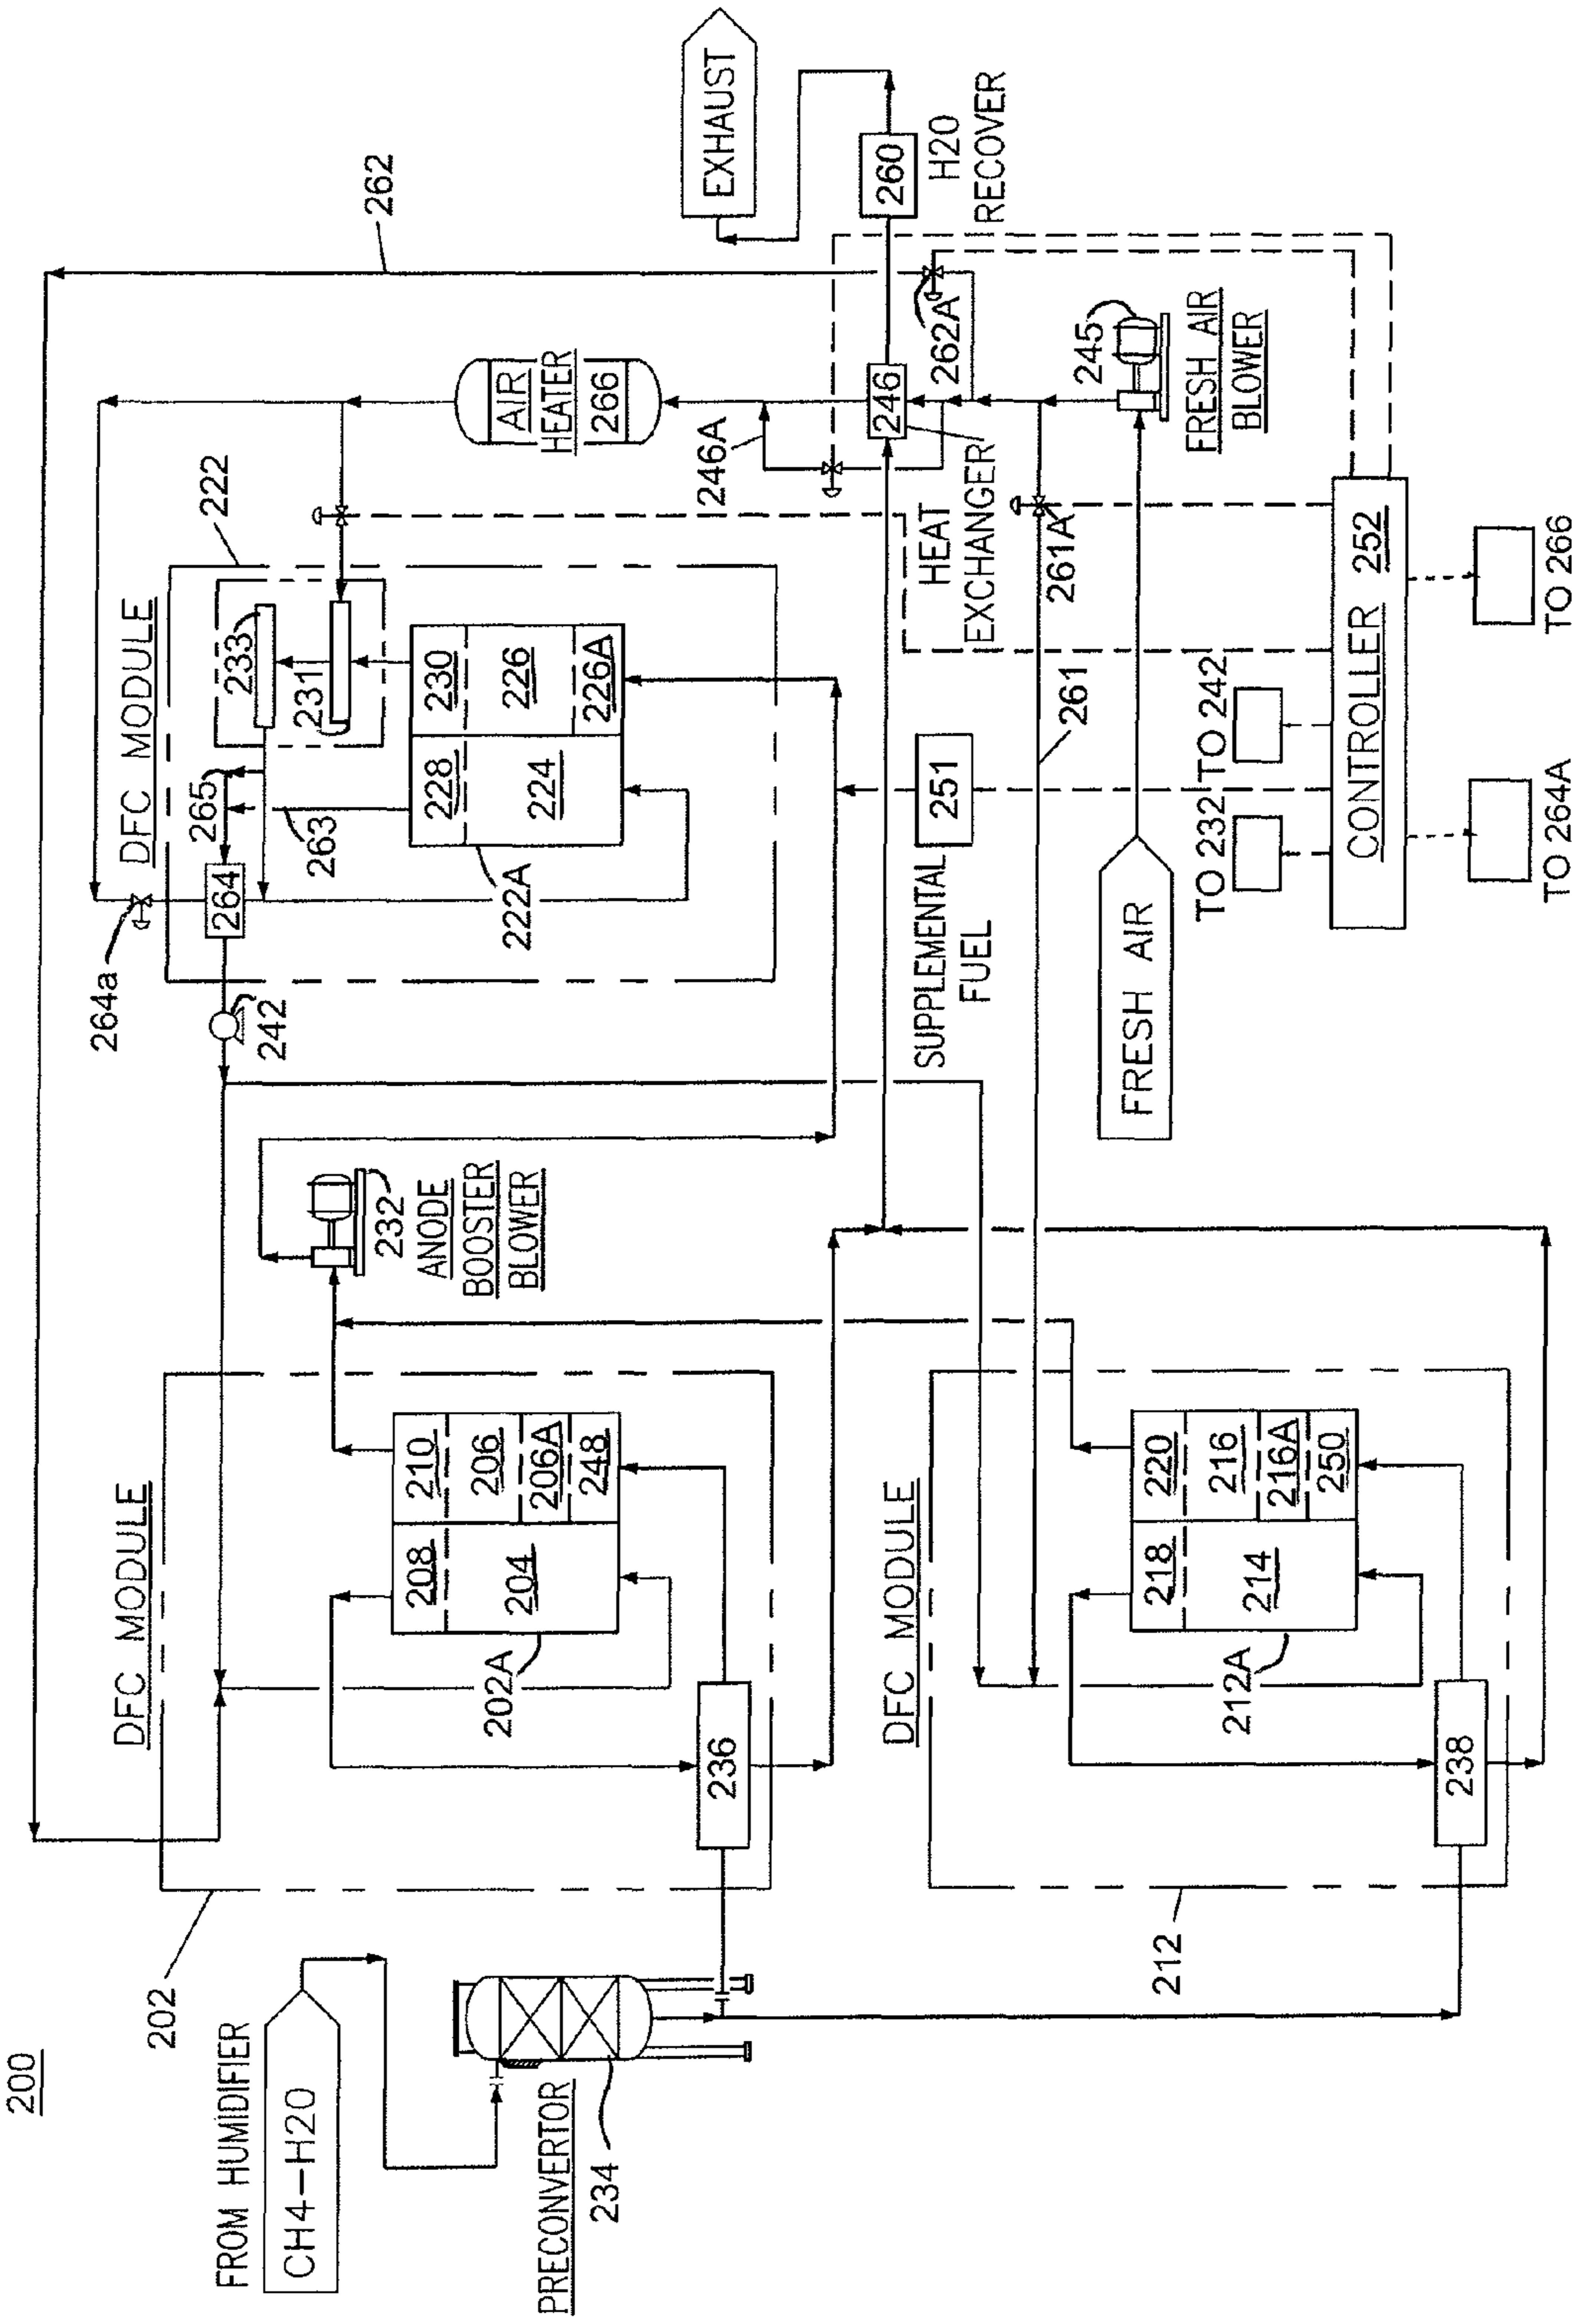 200
FROM HUMIDIFIER
CH4-H20
PRECONVERTOR
234
202
DFC MODULE
208
210
204
206
206A
248
202A
236
212
DFC MODULE
218
220
214
216
216A
250
212A
238
232
ANODE
BOOSTER
BLOWER
242
264a
DFC MODULE
222
264
265
263
233
231
228
230
224
226
226A
222A
SUPPLEMENTAL
FUEL
251
FRESH AIR
261
261A
HEAT
EXCHANGER
246
246A
AIR
HEATER
266
262
262A
245
FRESH AIR
BLOWER
EXHAUST
260
H20
RECOVER
CONTROLLER 252
TO 232
TO 242
TO 264A
TO 266